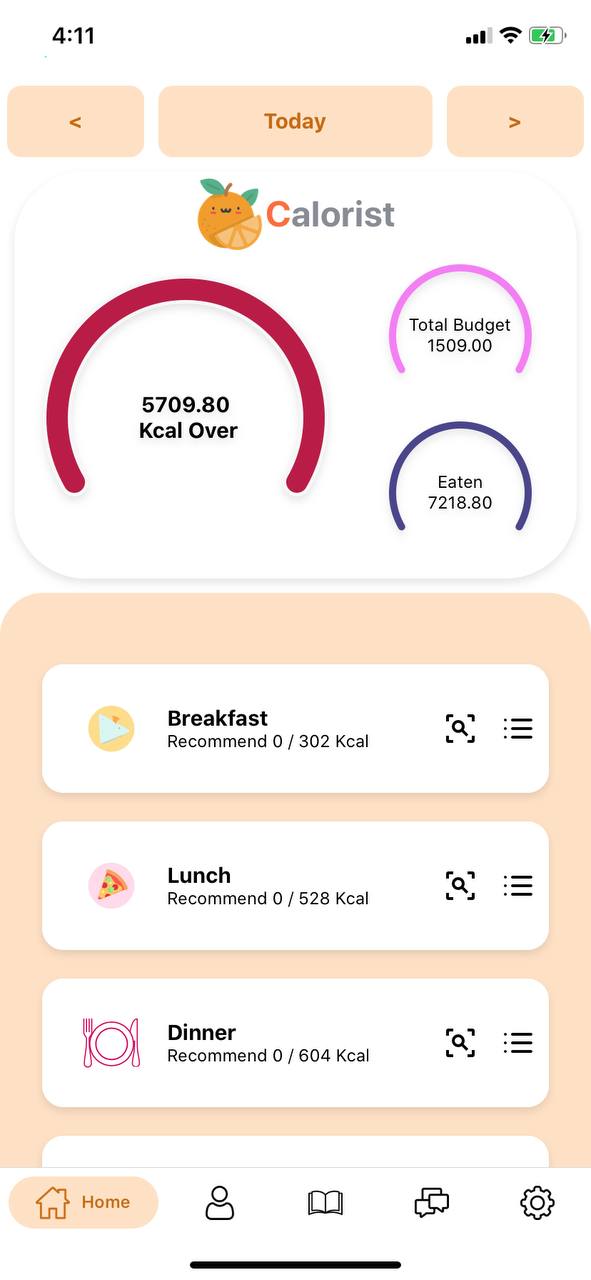 4:11
< Today >
Calorist
5709.80
Kcal Over
Total Budget
1509.00
Eaten
7218.80
Breakfast
Recommend 0 / 302 Kcal
Lunch
Recommend 0 / 528 Kcal
Dinner
Recommend 0 / 604 Kcal
Home